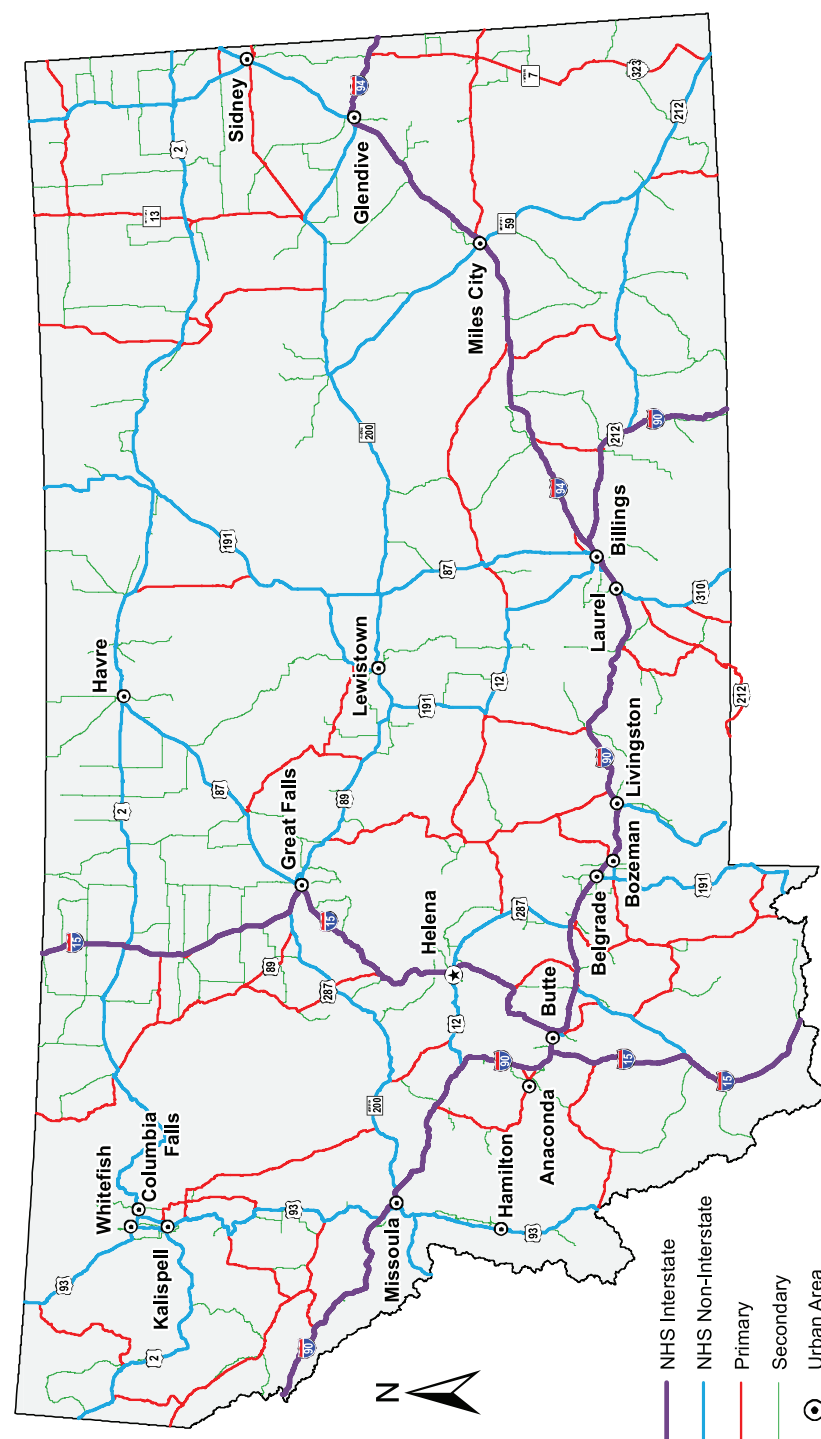 93
15
Havre
Whitefish
2
Columbia
Falls
13
2
Kalispell
2
87
191
Sidney
89
Great Falls
93
90
287
15
89
Lewistown
94
Glendive
200
200
N
Missoula
191
Helena
87
12
Miles City
12
90
Hamilton
59
287
7
93
Anaconda
Butte
94
Belgrade
Laurel
90
212
Billings
15
Bozeman
Livingston
323
90
212
191
310
15
212
NHS Interstate
NHS Non-Interstate
Primary
Secondary
Urban Area